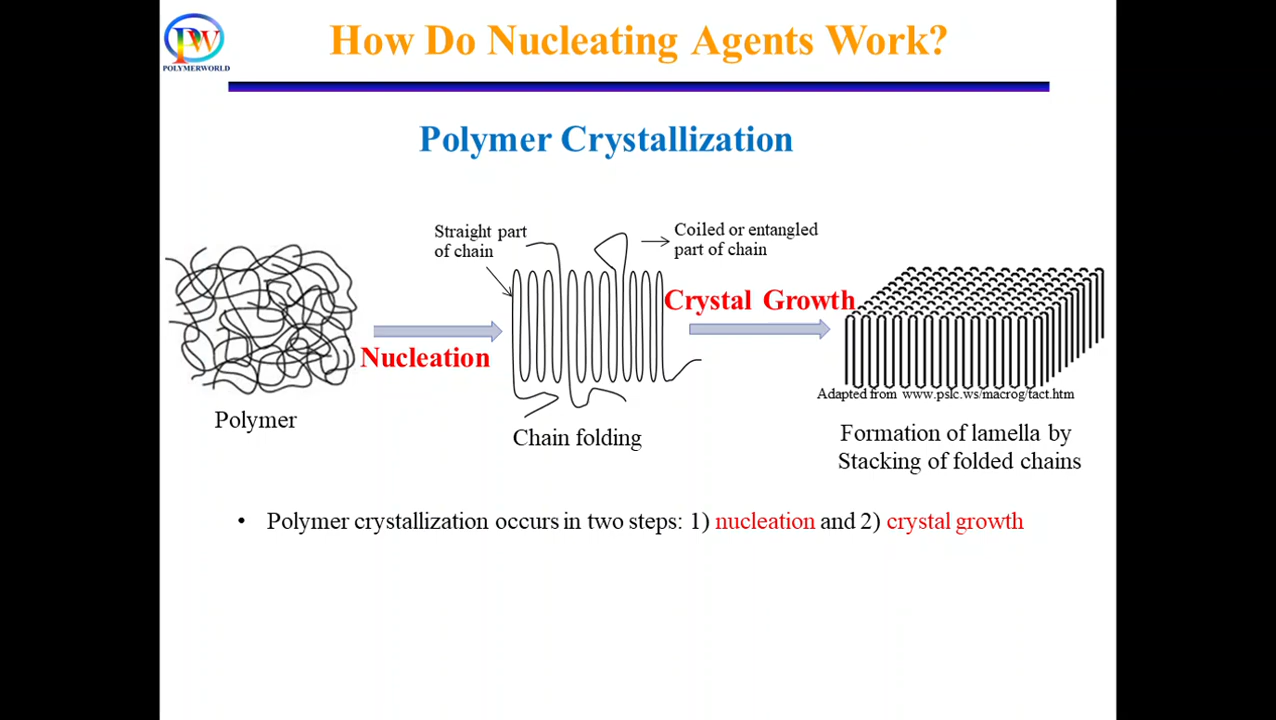 PW
POLYMERWORLD
How Do Nucleating Agents Work?
Polymer Crystallization
Straight part
of chain
Coiled or entangled
part of chain
Crystal Growth
Nucleation
Adapted from www.pslc.ws/macrog/tact.htm
Polymer
Chain folding
Formation of lamella by
Stacking of folded chains
• Polymer crystallization occurs in two steps: 1) nucleation and 2) crystal growth